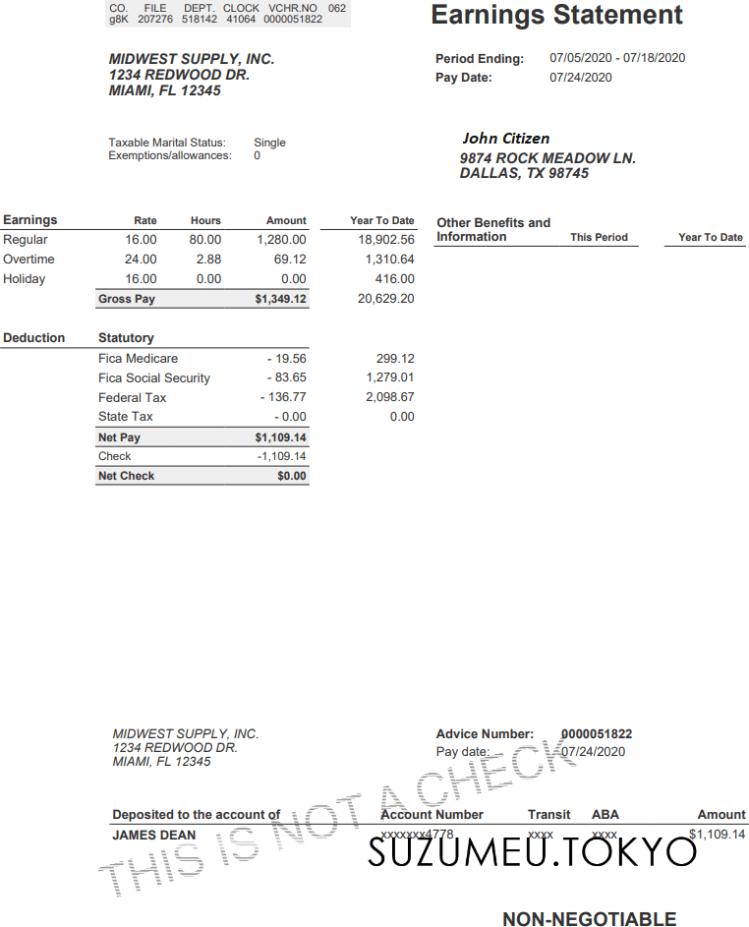 CO. FILE DEPT. CLOCK VCHR.NO 062
g8K 207276 518142 41064 0000051822
Earnings Statement
MIDWEST SUPPLY, INC.
1234 REDWOOD DR.
MIAMI, FL 12345
Period Ending: 07/05/2020 - 07/18/2020
Pay Date: 07/24/2020
Taxable Marital Status: Single
Exemptions/allowances: 0
John Citizen
9874 ROCK MEADOW LN.
DALLAS, TX 98745
Earnings Rate Hours Amount Year To Date
Regular 16.00 80.00 1,280.00 18,902.56
Overtime 24.00 2.88 69.12 1,310.64
Holiday 16.00 0.00 0.00 416.00
Gross Pay $1,349.12 20,629.20
Other Benefits and
Information This Period Year To Date
Deduction Statutory
Fica Medicare - 19.56 299.12
Fica Social Security - 83.65 1,279.01
Federal Tax - 136.77 2,098.67
State Tax - 0.00 0.00
Net Pay $1,109.14
Check -1,109.14
Net Check $0.00
MIDWEST SUPPLY, INC.
1234 REDWOOD DR.
MIAMI, FL 12345
Advice Number: 0000051822
Pay date: 07/24/2020
THIS IS NOT A CHECK
Deposited to the account of Account Number Transit ABA Amount
JAMES DEAN xxxxxxx4778 xxxx xxxx $1,109.14
SUZUMEU.TOKYO
NON-NEGOTIABLE